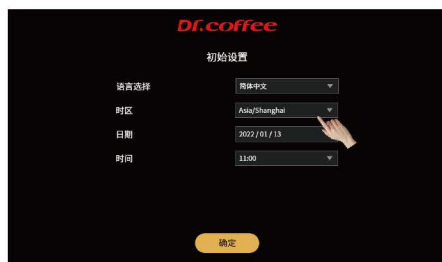 Dr.coffee
初始设置
语言选择 简体中文
时区 Asia/Shanghai
日期 2022 / 01 / 13
时间 11:00
确定